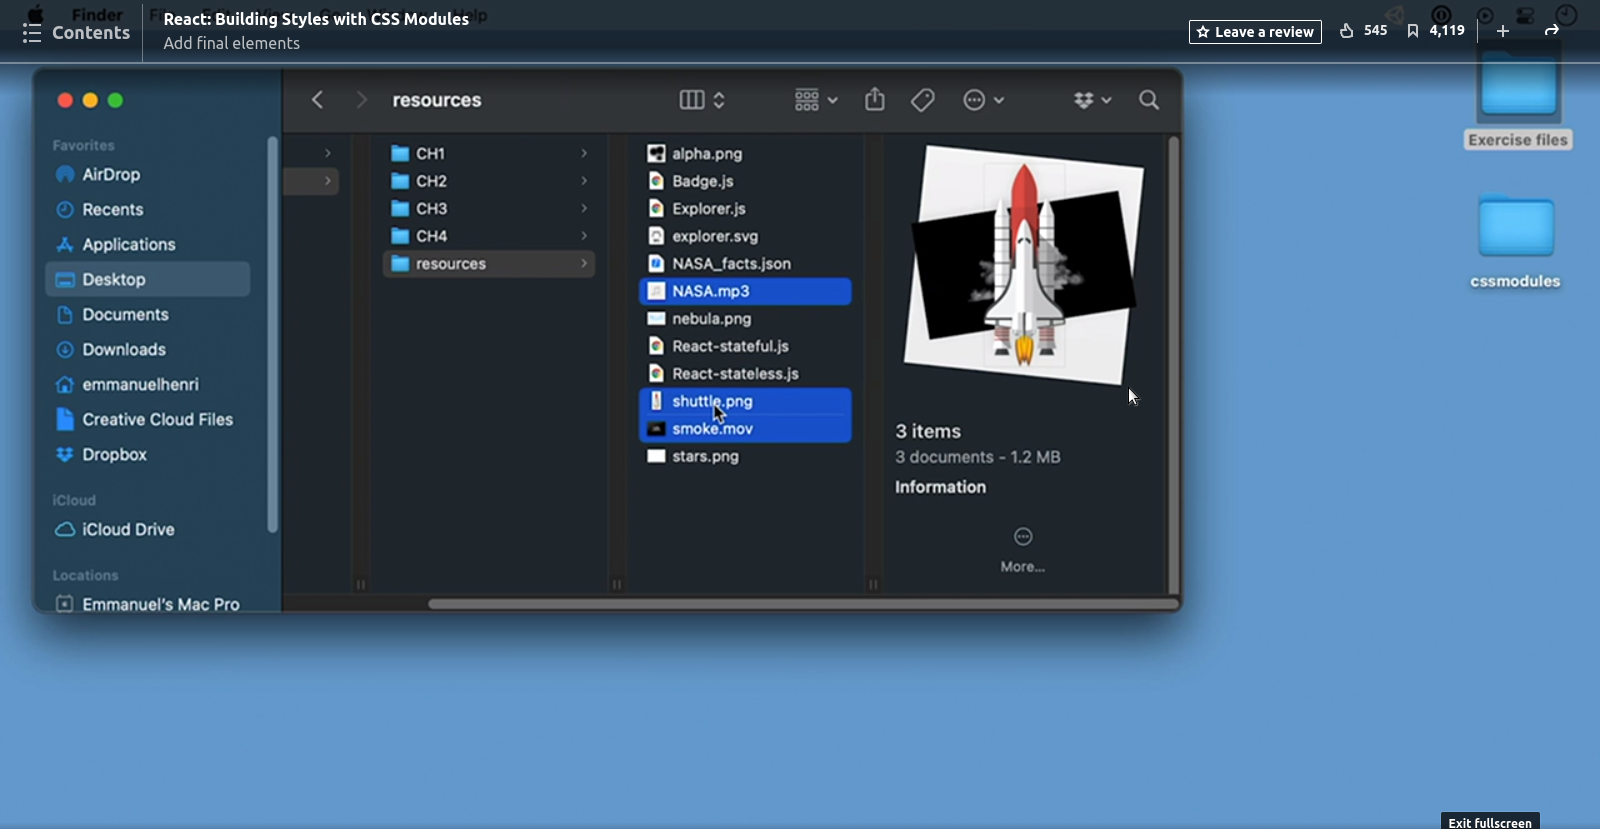 Finder
Help
React: Building Styles with CSS Modules
Contents
Add final elements
Leave a review
545
4,119
resources
Favorites
AirDrop
Recents
Applications
Desktop
Documents
Downloads
emmanuelhenri
Creative Cloud Files
Dropbox
iCloud
iCloud Drive
Locations
Emmanuel's Mac Pro
CH1
CH2
CH3
CH4
resources
alpha.png
Badge.js
Explorer.js
explorer.svg
NASA_facts.json
NASA.mp3
nebula.png
React-stateful.js
React-stateless.js
shuttle.png
smoke.mov
stars.png
3 items
3 documents - 1.2 MB
Information
More...
Exercise files
cssmodules
Exit fullscreen